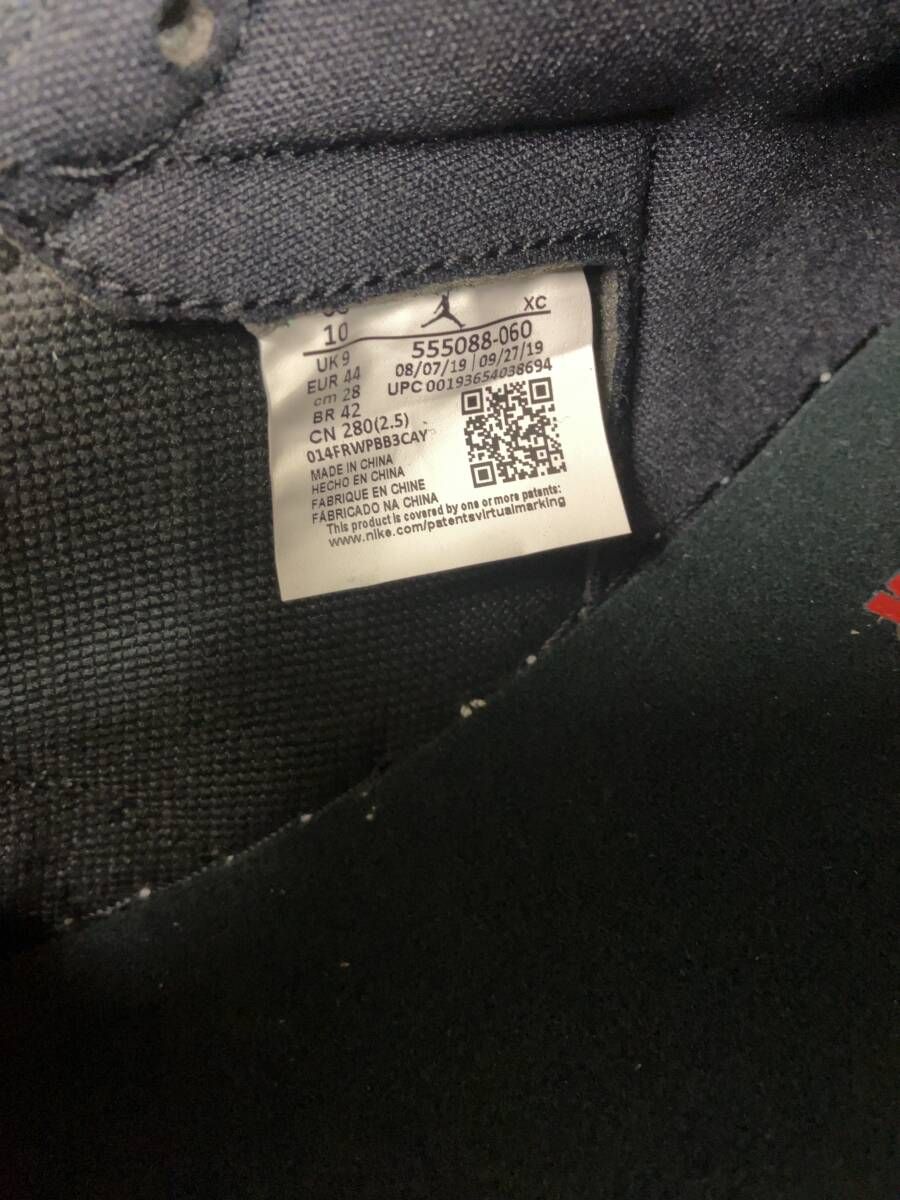 10
XC
UK 9
555088-060
EUR 44
08/07/19 | 09/27/19
cm 28
UPC 00193654038694
BR 42
CN 280(2.5)
014FRWPBB3CAY
MADE IN CHINA
HECHO EN CHINA
FABRIQUE EN CHINE
FABRICADO NA CHINA
This product is covered by one or more patents:
www.nike.com/patentsvirtualmarking